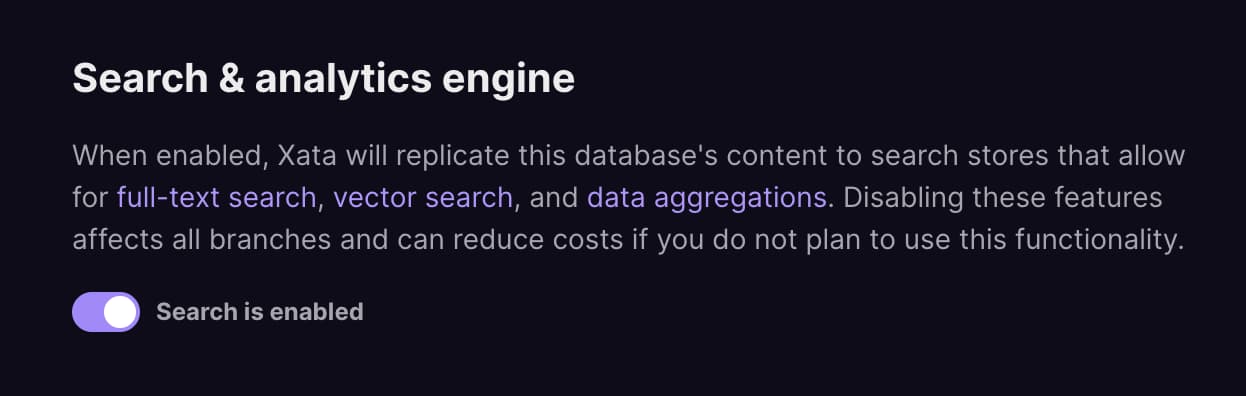 Search & analytics engine
When enabled, Xata will replicate this database's content to search stores that allow
for full-text search, vector search, and data aggregations. Disabling these features
affects all branches and can reduce costs if you do not plan to use this functionality.
Search is enabled